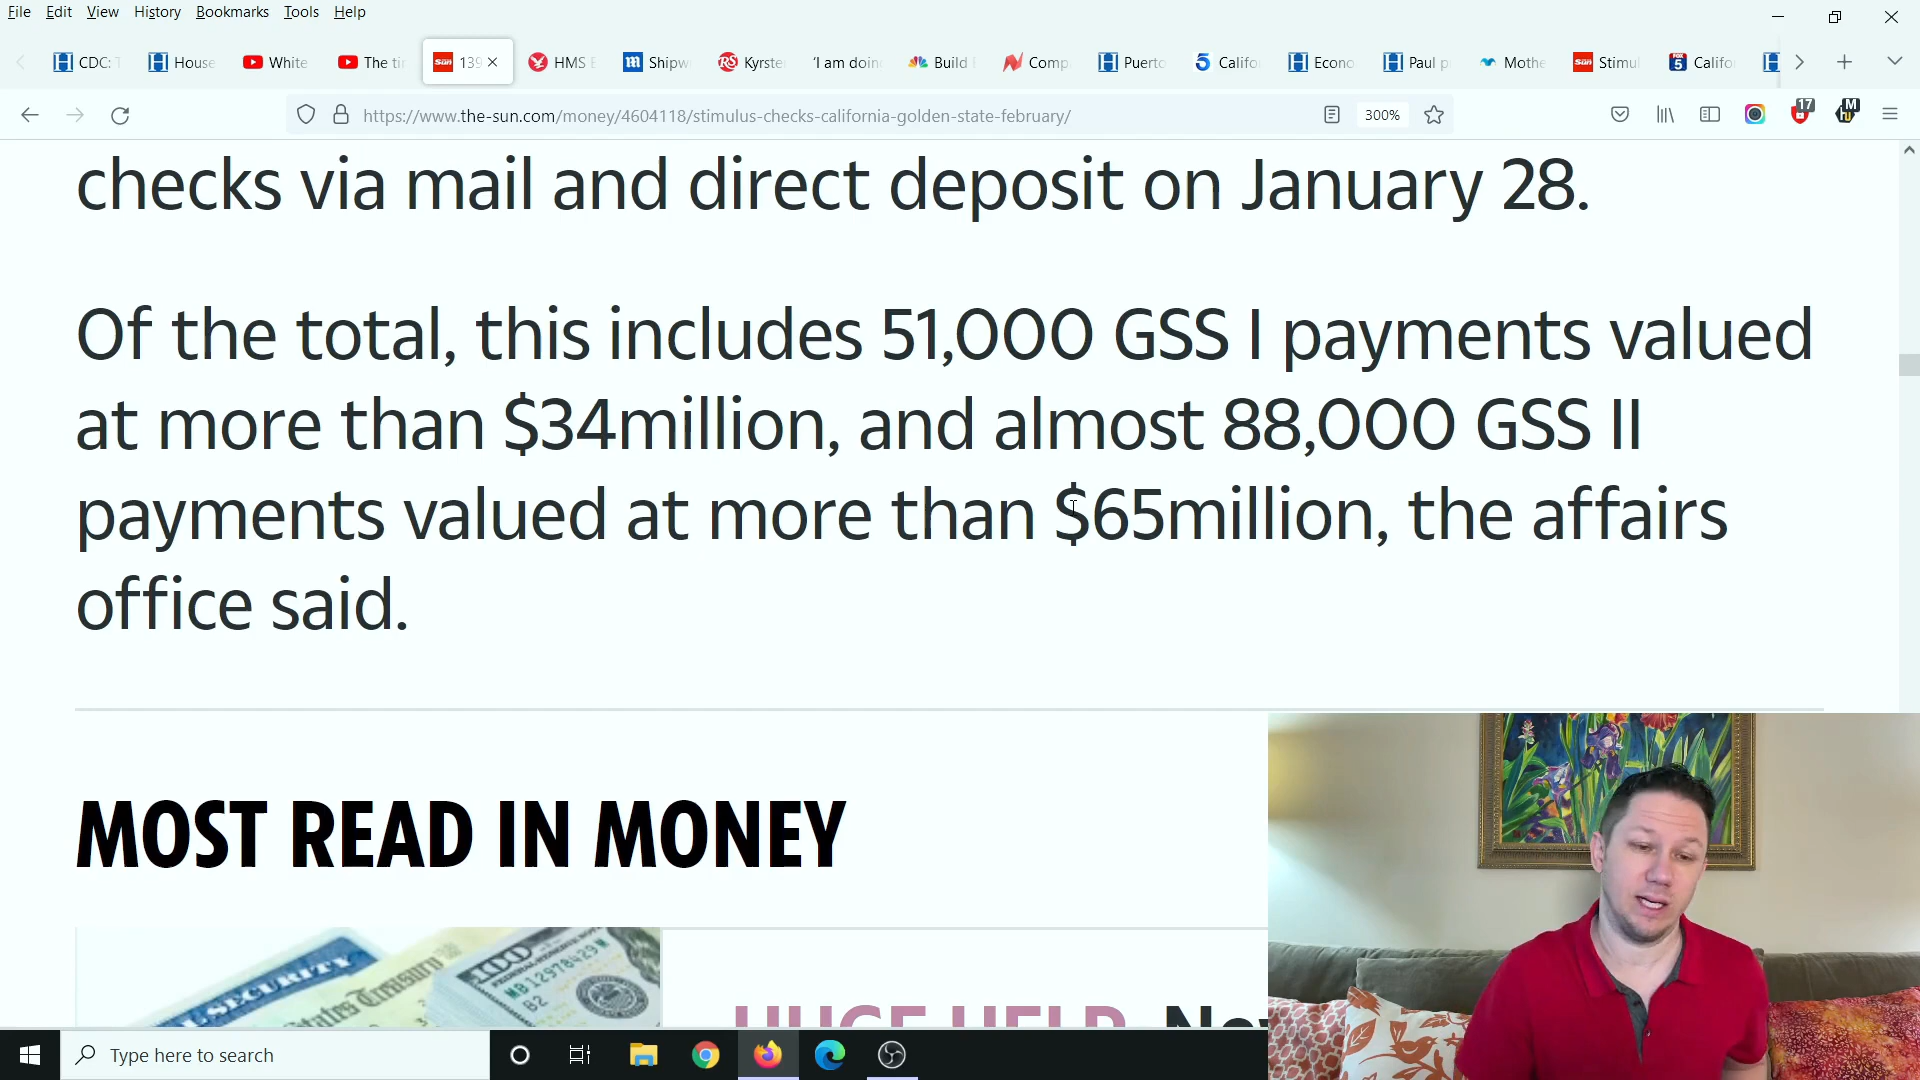 File Edit View History Bookmarks Tools Help
CDC: House White The ti 139 HMS Shipw Kyrste 'I am doin Build Comp Puerto Califo Econo Paul p Mothe Stimul Califo
https://www.the-sun.com/money/4604118/stimulus-checks-california-golden-state-february/ 300% 17 M
checks via mail and direct deposit on January 28.
Of the total, this includes 51,000 GSS I payments valued
at more than $34million, and almost 88,000 GSS II
payments valued at more than $65million, the affairs
office said.
MOST READ IN MONEY
HUGE HELP
Type here to search